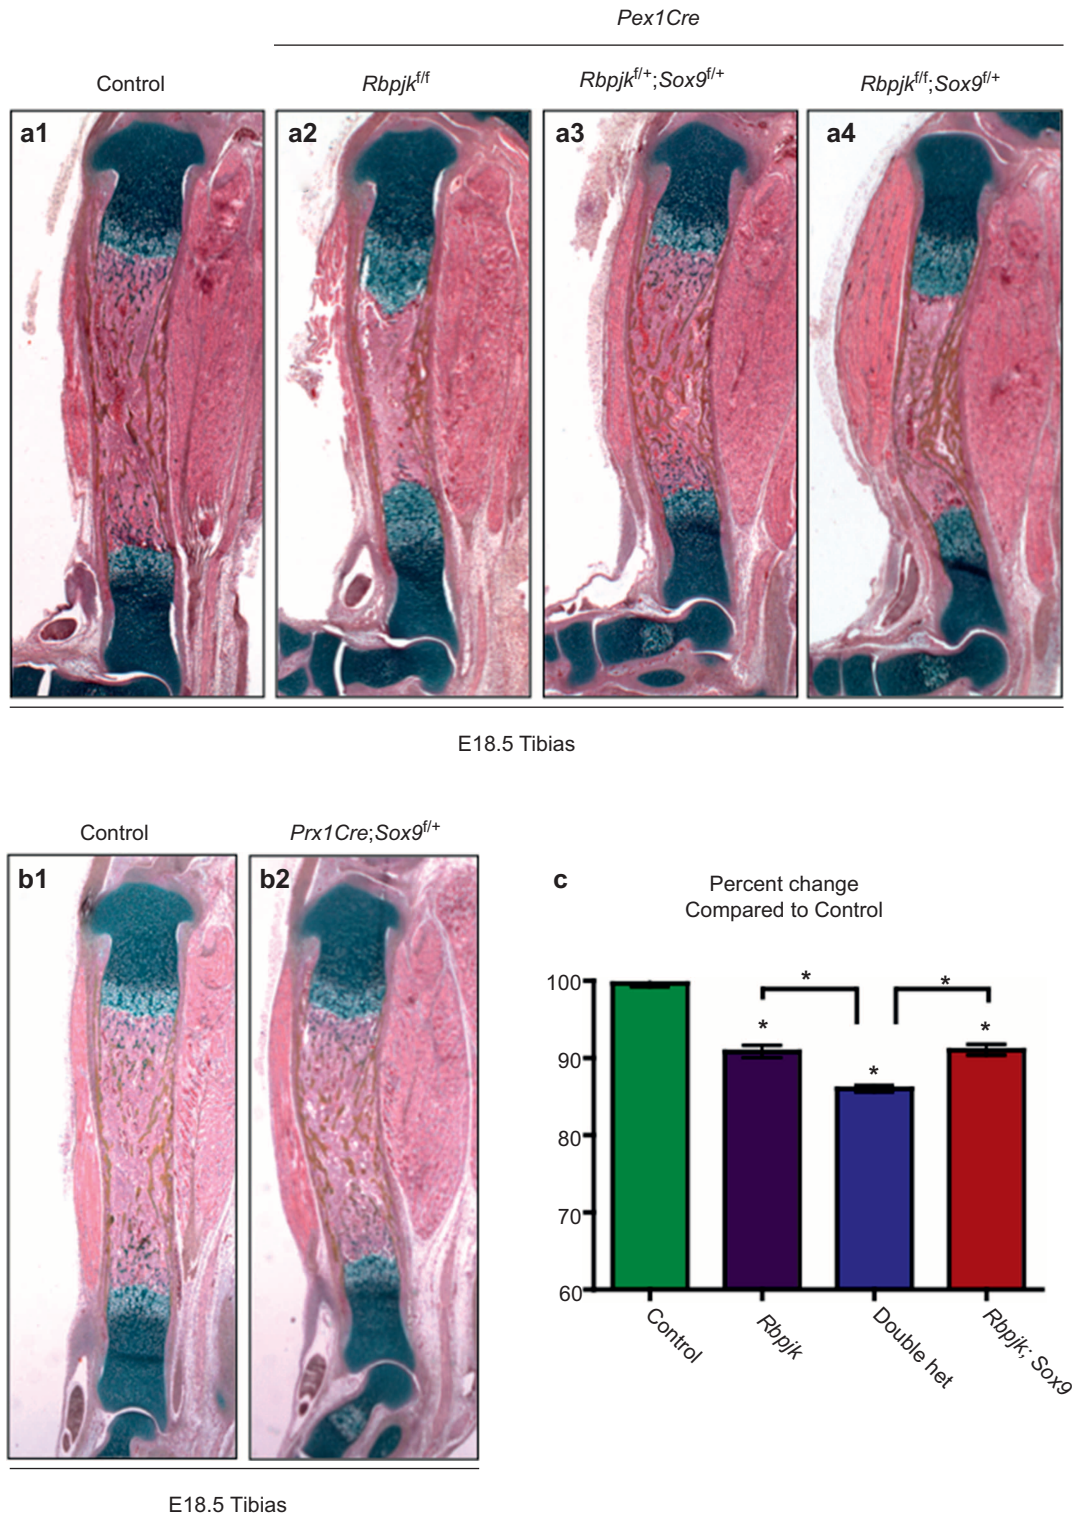 Pex1Cre
Control
Rbpjkf/f
Rbpjkf/+;Sox9f/+
Rbpjkf/f;Sox9f/+
a1
a2
a3
a4
E18.5 Tibias
Control
Prx1Cre;Sox9f/+
b1
b2
E18.5 Tibias
c
Percent change
Compared to Control
100
90
80
70
60
*
*
*
*
*
Control
Rbpjk
Double het
Rbpjk; Sox9